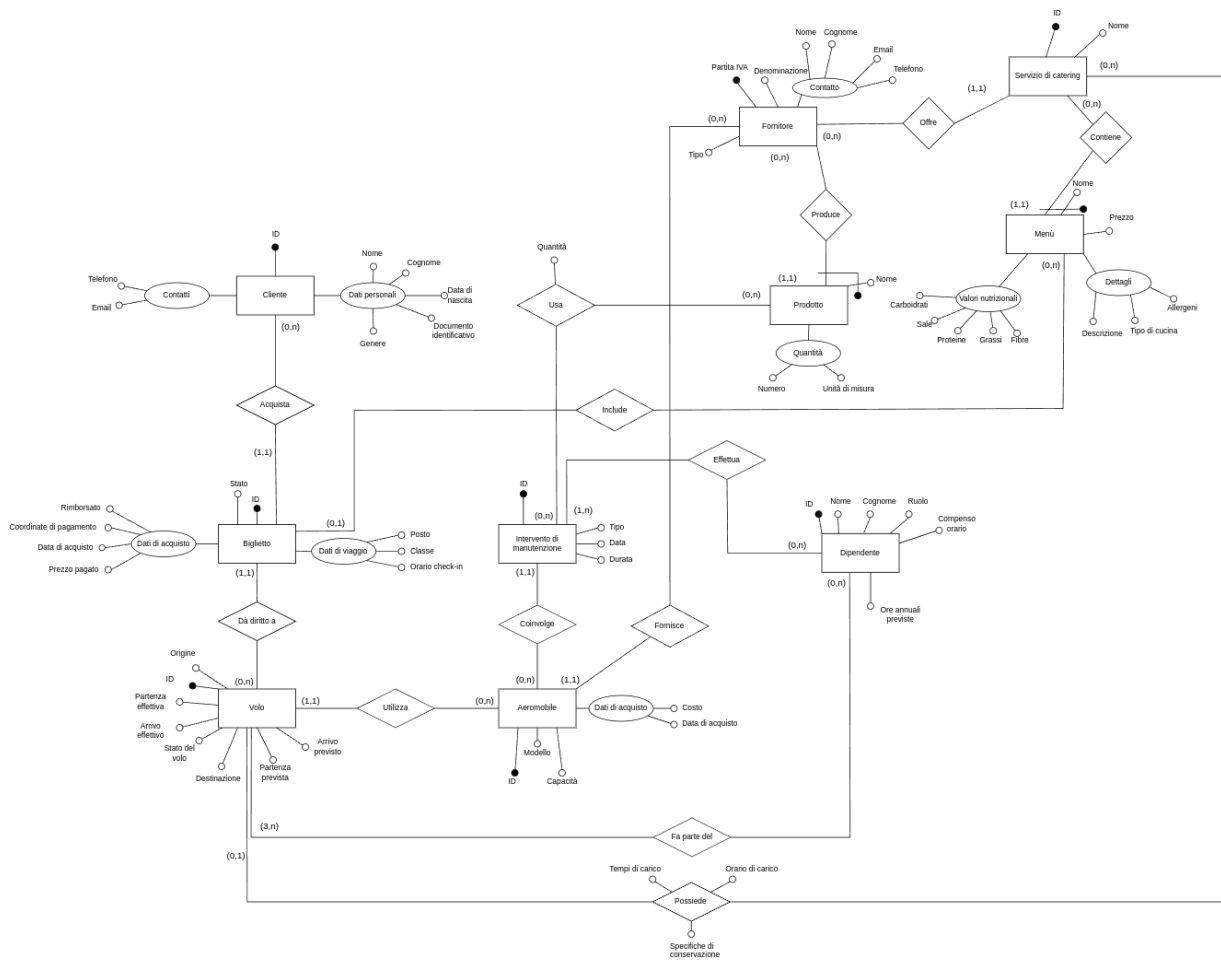 ID
Nome
Servizio di catering
(0,n)
(1,1)
(0,n)
Nome
Cognome
Email
Telefono
Partita IVA
Denominazione
Contatto
(0,n)
Fornitore
(0,n)
(0,n)
Tipo
Offre
Contiene
Produce
Nome
(1,1)
Prezzo
Menù
(0,n)
Valori nutrizionali
Carboidrati
Sale
Proteine
Grassi
Fibre
Dettagli
Descrizione
Tipo di cucina
Allergeni
ID
Telefono
Email
Contatti
Cliente
(0,n)
Nome
Cognome
Dati personali
Data di
nascita
Documento
identificativo
Genere
Quantità
Usa
(0,n)
(1,1)
Nome
Prodotto
Quantità
Numero
Unità di misura
Acquista
(1,1)
Include
Effettua
Stato
ID
Rimborsato
Coordinate di pagamento
Data di acquisto
Prezzo pagato
Dati di acquisto
Biglietto
(0,1)
(1,1)
Dati di viaggio
Posto
Classe
Orario check-in
ID
(0,n)
(1,n)
Intervento di
manutenzione
Tipo
Data
Durata
(1,1)
ID
Nome
Cognome
Ruolo
Compenso
orario
(0,n)
Dipendente
(0,n)
Ore annuali
previste
Dà diritto a
Coinvolge
Fornisce
Origine
ID
(0,n)
Partenza
effettiva
Arrivo
effettivo
Stato del
volo
Destinazione
Partenza
prevista
Arrivo
previsto
Volo
(1,1)
Utilizza
(0,n)
(0,n)
(1,1)
Aeromobile
Dati di acquisto
Costo
Data di acquisto
Modello
ID
Capacità
(3,n)
Fa parte del
(0,1)
Tempi di carico
Orario di carico
Possiede
Specifiche di
conservazione